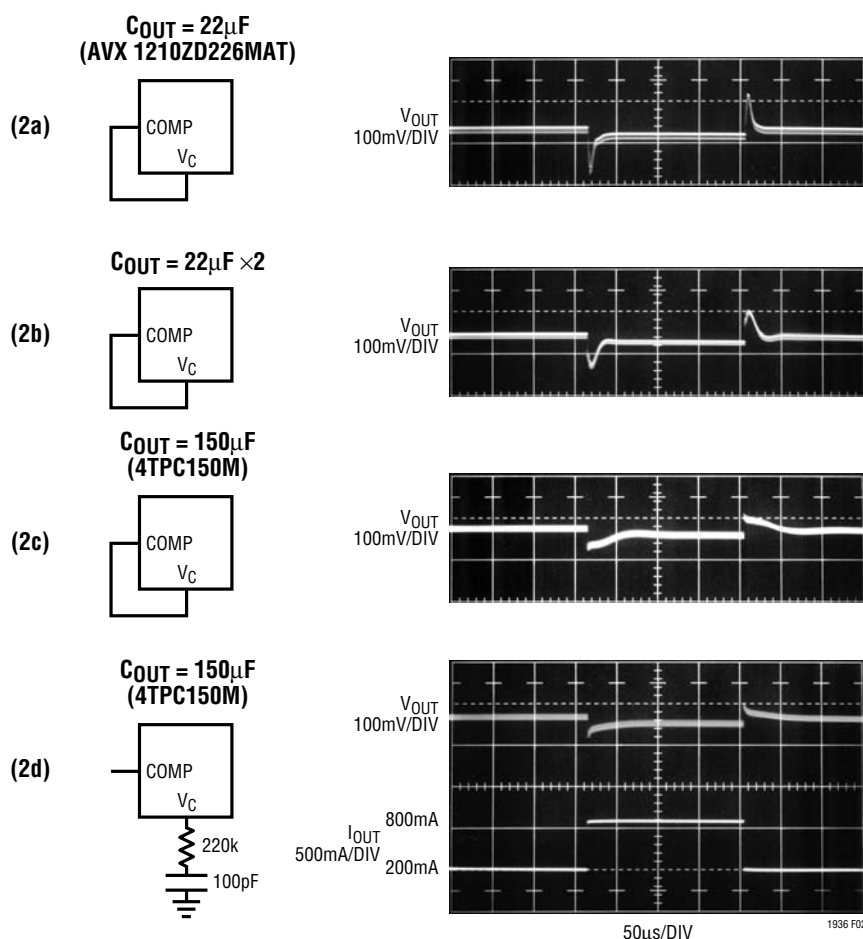 COUT = 22µF
(AVX 1210ZD226MAT)
(2a)
COMP
VC
VOUT
100mV/DIV
COUT = 22µF ×2
(2b)
COMP
VC
VOUT
100mV/DIV
COUT = 150µF
(4TPC150M)
(2c)
COMP
VC
VOUT
100mV/DIV
COUT = 150µF
(4TPC150M)
(2d)
COMP
VC
220k
100pF
VOUT
100mV/DIV
800mA
IOUT
500mA/DIV
200mA
50µs/DIV
1936 F02